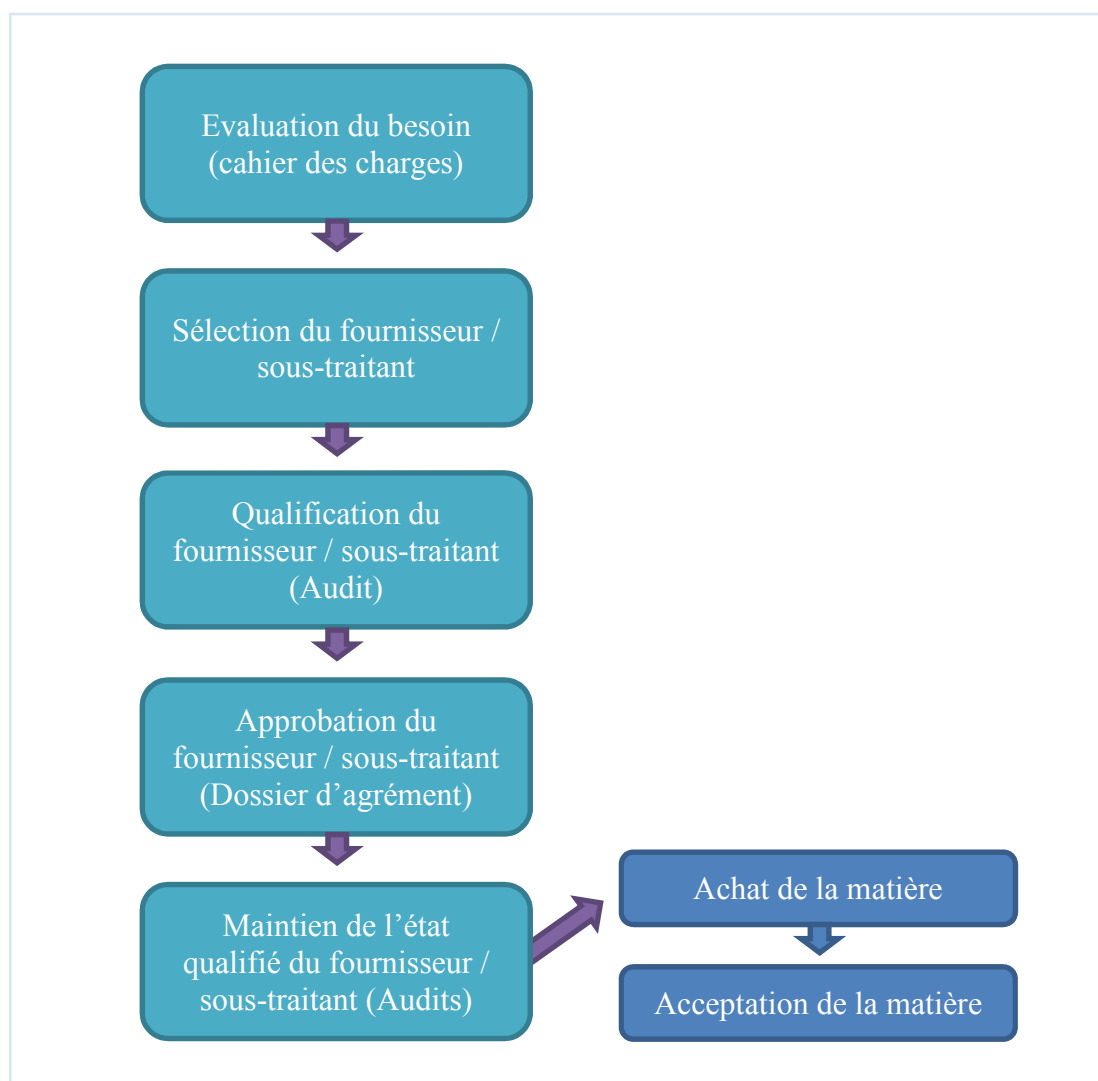 Evaluation du besoin
(cahier des charges)
Sélection du fournisseur /
sous-traitant
Qualification du
fournisseur / sous-traitant
(Audit)
Approbation du
fournisseur / sous-traitant
(Dossier d’agrément)
Maintien de l’état
qualifié du fournisseur /
sous-traitant (Audits)
Achat de la matière
Acceptation de la matière